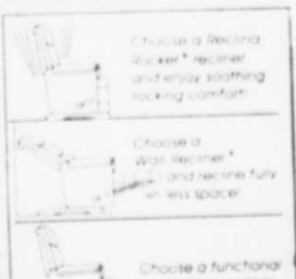 Choose a Reclina-
Rocker* recliner
and enjoy soothing
rocking comfort!
Choose a
Wall Recliner*
and recline fully
in less space!
Choose a functional